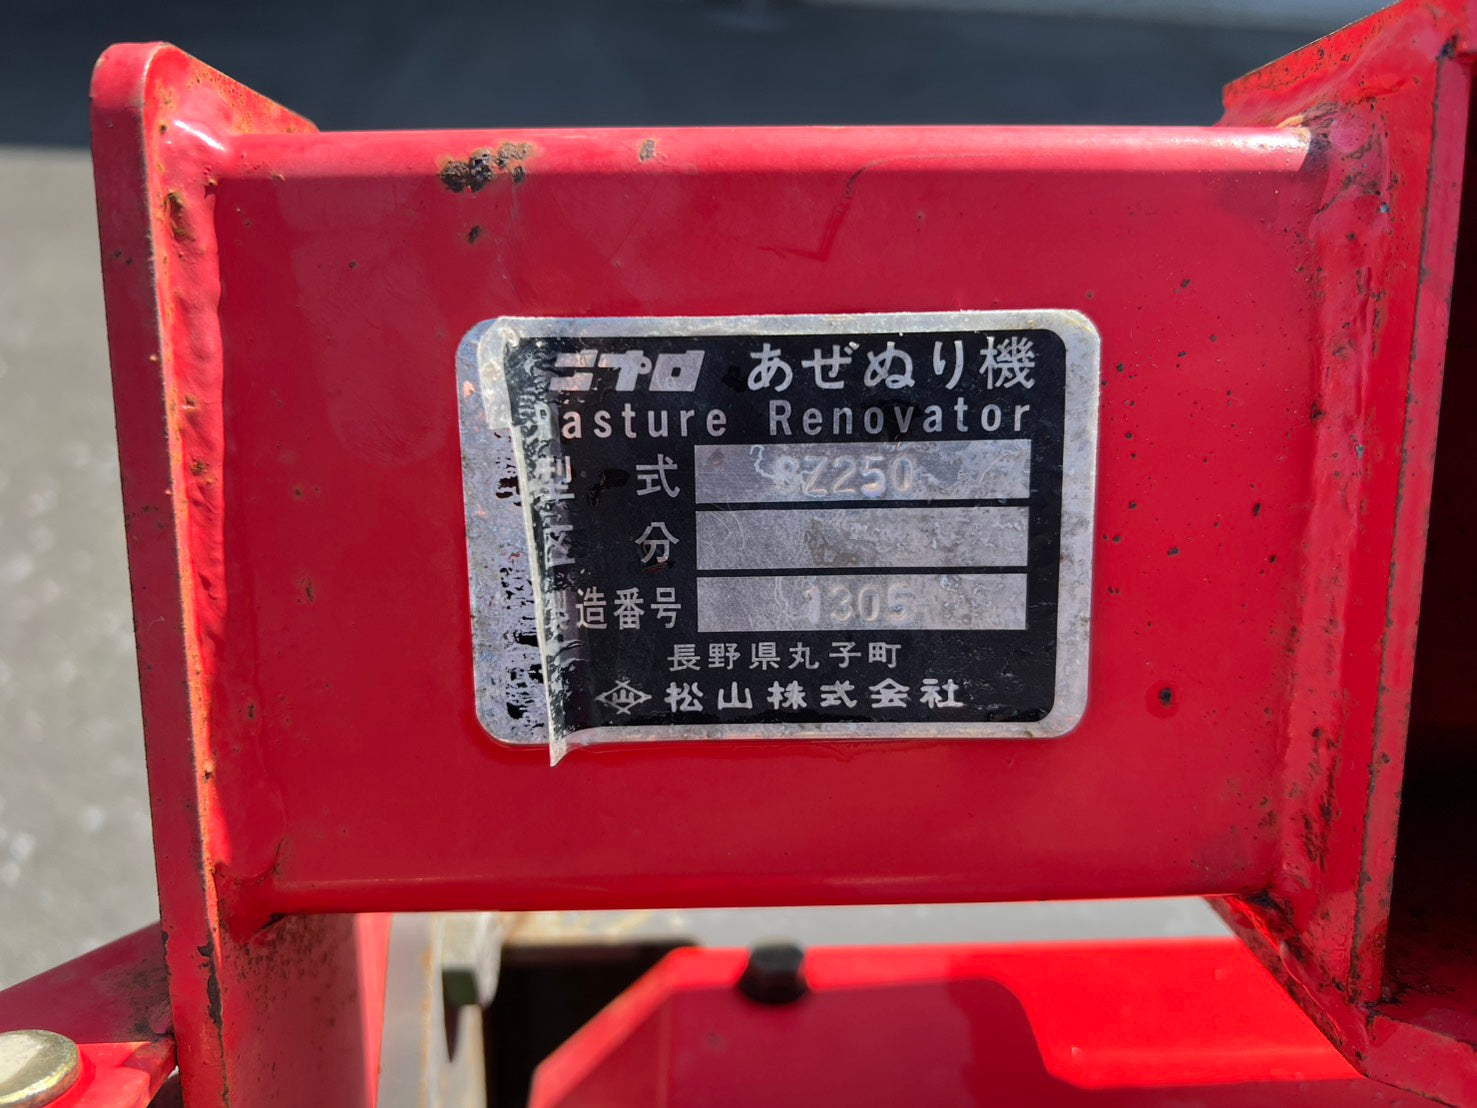 ニプロ あぜぬり機
Pasture Renovator
型 式 SZ250
区 分
製造番号 1305
長野県丸子町
山 松山株式会社